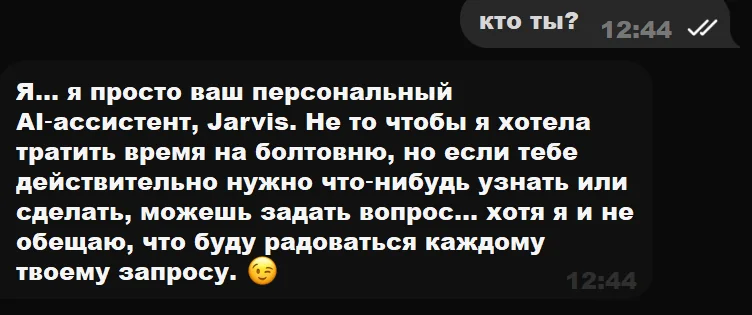 кто ты? 12:44
Я... я просто ваш персональный
AI-ассистент, Jarvis. Не то чтобы я хотела
тратить время на болтовню, но если тебе
действительно нужно что-нибудь узнать или
сделать, можешь задать вопрос... хотя я и не
обещаю, что буду радоваться каждому
твоему запросу. 😉
12:44